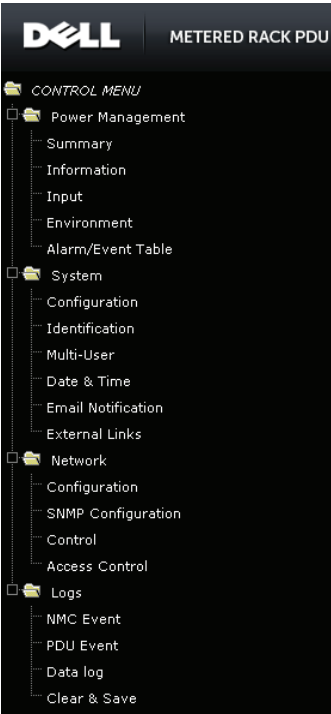 DELL METERED RACK PDU
CONTROL MENU
Power Management
Summary
Information
Input
Environment
Alarm/Event Table
System
Configuration
Identification
Multi-User
Date & Time
Email Notification
External Links
Network
Configuration
SNMP Configuration
Control
Access Control
Logs
NMC Event
PDU Event
Data log
Clear & Save